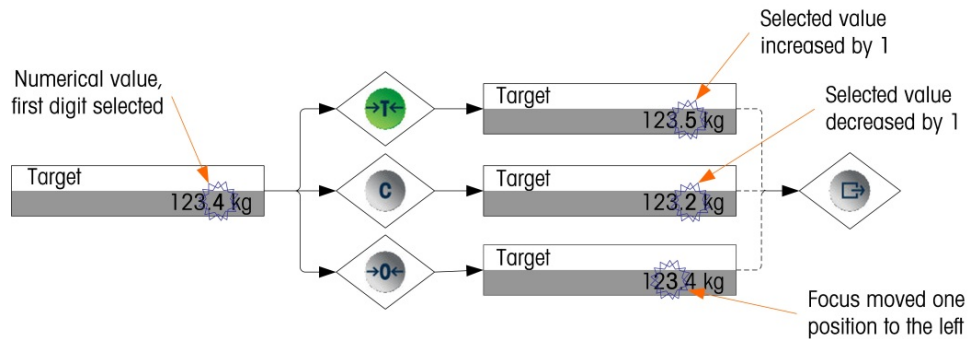 Selected value
increased by 1
Numerical value,
first digit selected
→T←
Target
123.5 kg
Selected value
decreased by 1
Target
123.4 kg
C
Target
123.2 kg
→0←
Target
123.4 kg
Focus moved one
position to the left